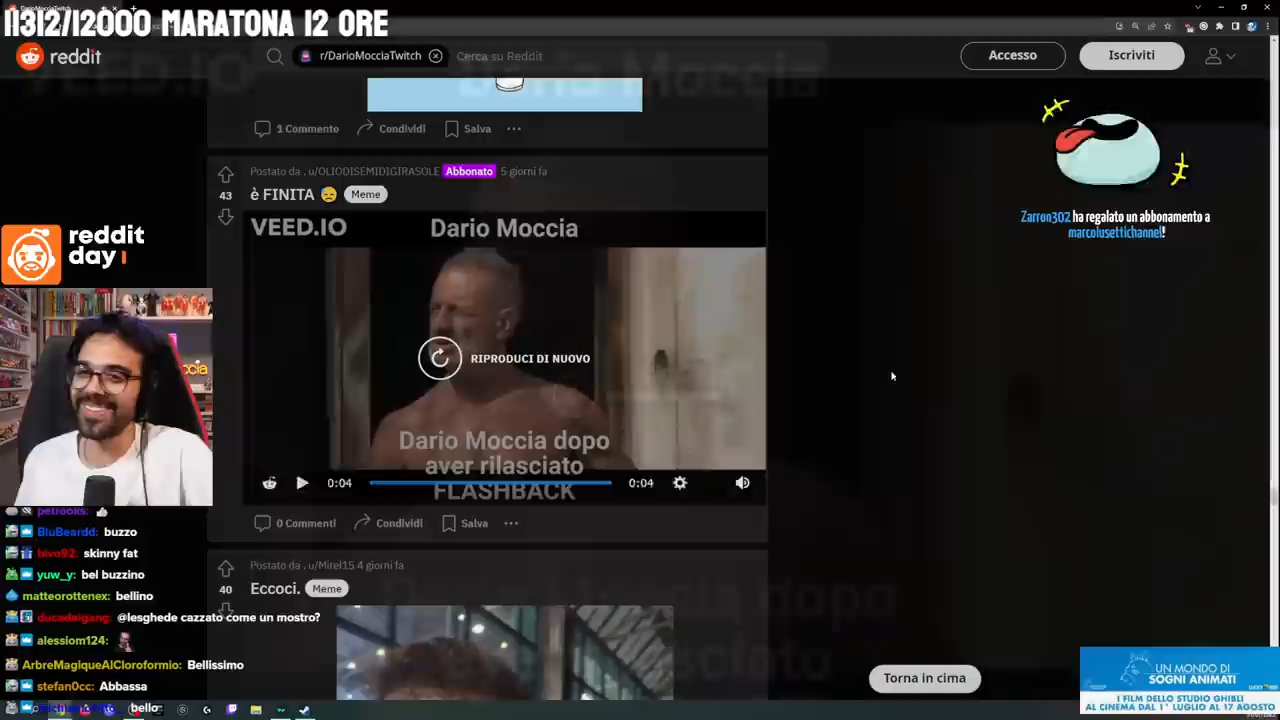 11312/12000 MARATONA 12 ORE
reddit
r/DarioMocciaTwitch
Cerca su Reddit
Accesso
Iscriviti
1 Commento
Condividi
Salva
Postato da . u/OLIODISEMIDIGIRASOLE Abbonato 5 giorni fa
43
è FINITA 😓 Meme
VEED.IO
Dario Moccia
RIPRODUCI DI NUOVO
Dario Moccia dopo
aver rilasciato
FLASHBACK
0:04
0:04
0 Commenti
Condividi
Salva
Postato da . u/Mirel15 4 giorni fa
40
Eccoci. Meme
Torna in cima
reddit
day
Zarron302 ha regalato un abbonamento a
marcolusettichannel!
petrooks:
BluBeardd: buzzo
hivo92: skinny fat
yuw_y: bel buzzino
matteorottenex: bellino
ducadeigang: @lesghede cazzato come un mostro?
alessiom124:
ArbreMagiqueAlCloroformio: Bellissimo
stefan0cc: Abbassa
bello
UN MONDO DI
SOGNI ANIMATI
LUCKY RED
I FILM DELLO STUDIO GHIBLI
AL CINEMA DAL 1° LUGLIO AL 17 AGOSTO